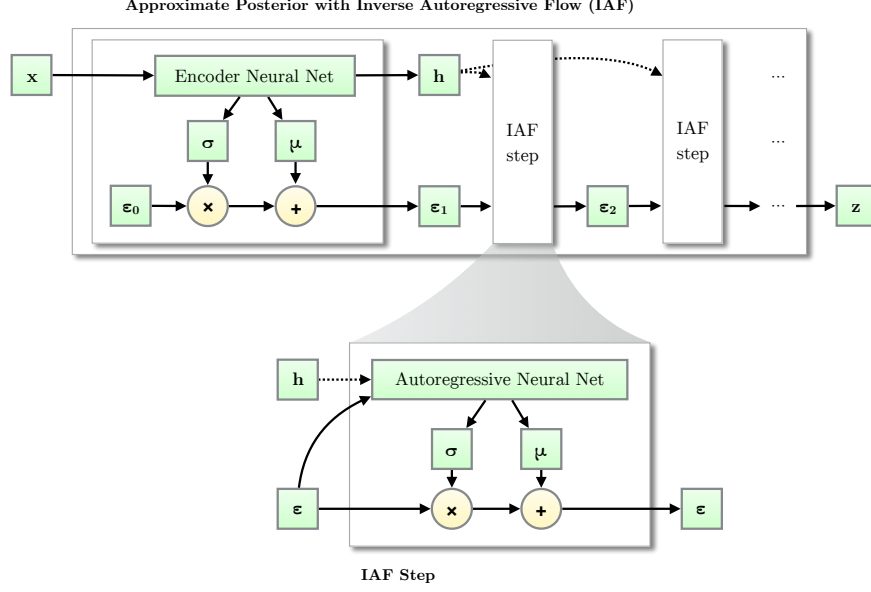 Approximate Posterior with Inverse Autoregressive Flow (IAF)
x
Encoder Neural Net
h
σ
μ
ε0
×
+
ε1
IAF
step
ε2
IAF
step
...
...
...
z
h
Autoregressive Neural Net
σ
μ
ε
×
+
ε
IAF Step